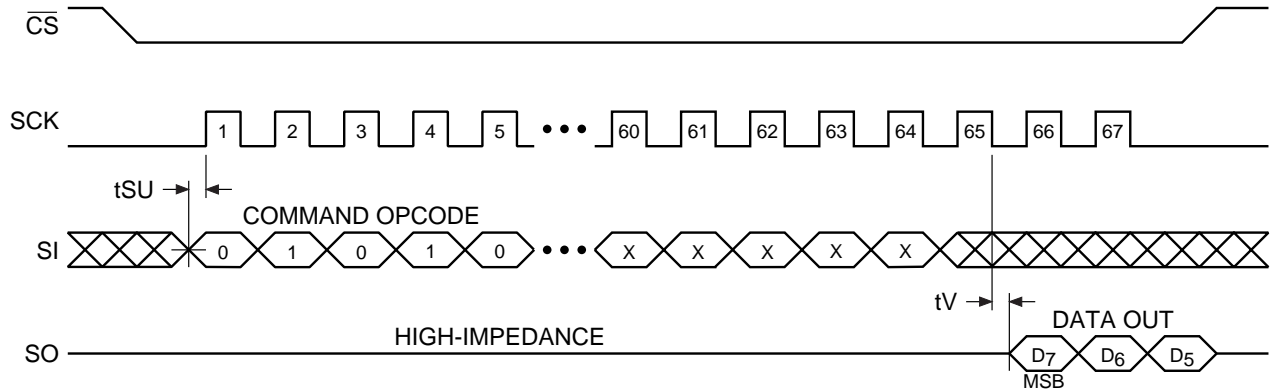 CS
SCK
1 2 3 4 5 ••• 60 61 62 63 64 65 66 67
tSU
COMMAND OPCODE
SI
0 1 0 1 0 ••• X X X X X
tV
DATA OUT
HIGH-IMPEDANCE
SO
D7 D6 D5
MSB